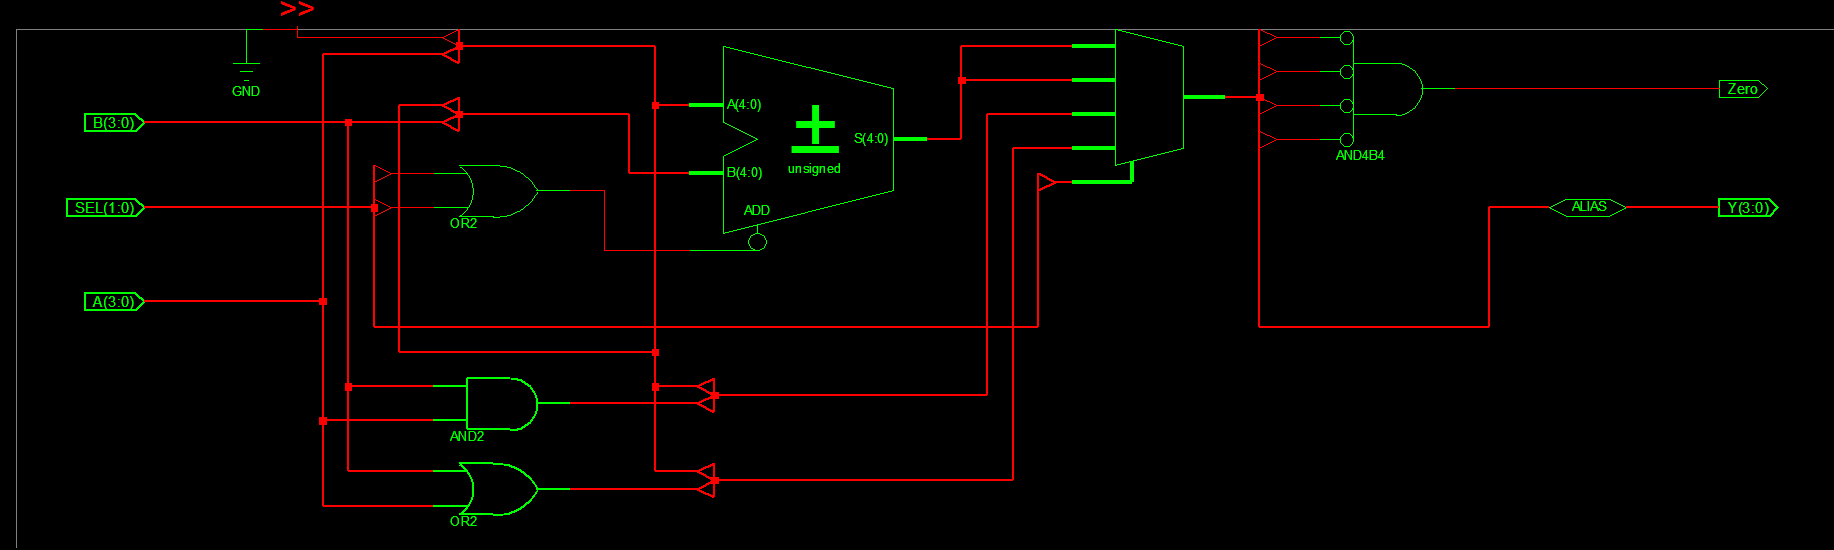 >>
GND
B(3:0)
SEL(1:0)
A(3:0)
OR2
AND2
OR2
A(4:0)
B(4:0)
±
unsigned
S(4:0)
ADD
AND4B4
Zero
ALIAS
Y(3:0)